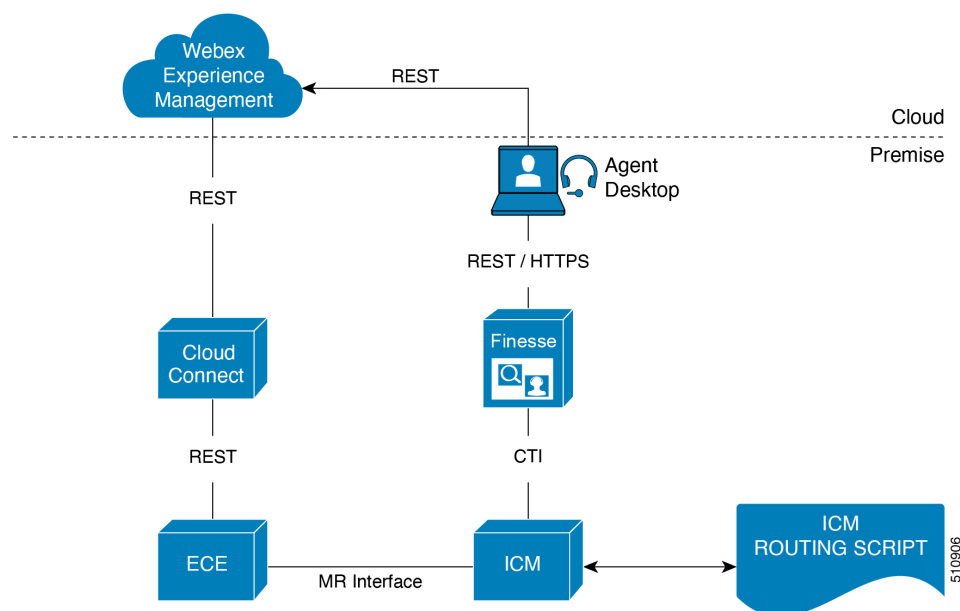 Webex
Experience
Management
REST
Cloud
Premise
Agent
Desktop
REST
REST / HTTPS
Cloud
Connect
Finesse
REST
CTI
ECE
MR Interface
ICM
ICM
ROUTING SCRIPT
510906